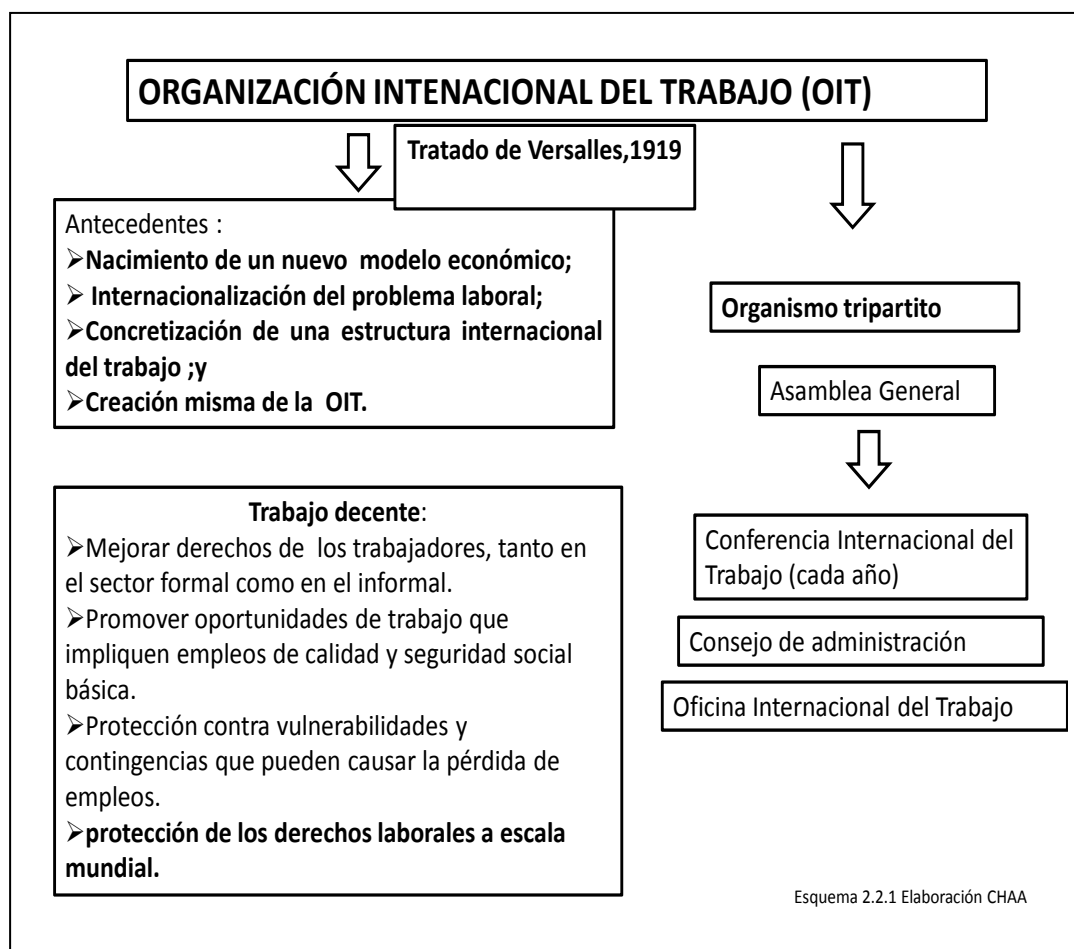 ORGANIZACIÓN INTENACIONAL DEL TRABAJO (OIT)
Tratado de Versalles,1919
Antecedentes :
➢Nacimiento de un nuevo modelo económico;
➢ Internacionalización del problema laboral;
➢Concretización de una estructura internacional
del trabajo ;y
➢Creación misma de la OIT.
Trabajo decente:
➢Mejorar derechos de los trabajadores, tanto en
el sector formal como en el informal.
➢Promover oportunidades de trabajo que
impliquen empleos de calidad y seguridad social
básica.
➢Protección contra vulnerabilidades y
contingencias que pueden causar la pérdida de
empleos.
➢protección de los derechos laborales a escala
mundial.
Organismo tripartito
Asamblea General
Conferencia Internacional del
Trabajo (cada año)
Consejo de administración
Oficina Internacional del Trabajo
Esquema 2.2.1 Elaboración CHAA